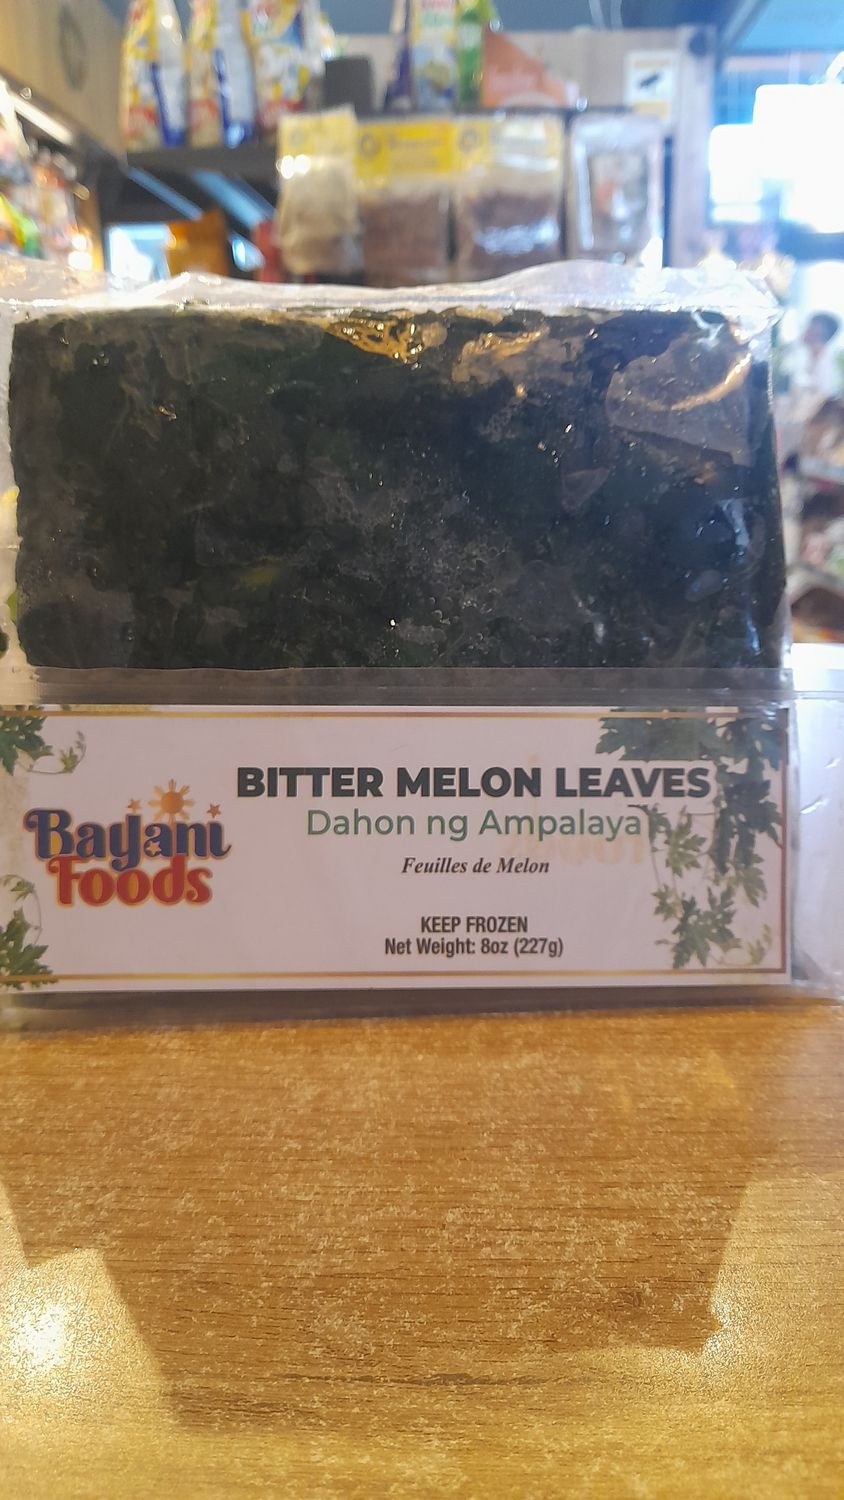 Bayani
Foods
BITTER MELON LEAVES
Dahon ng Ampalaya
Feuilles de Melon
KEEP FROZEN
Net Weight: 8oz (227g)